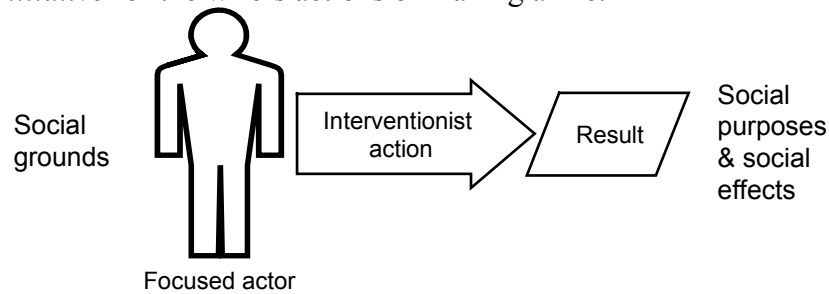 Social
grounds
Interventionist
action
Result
Social
purposes
& social
effects
Focused actor